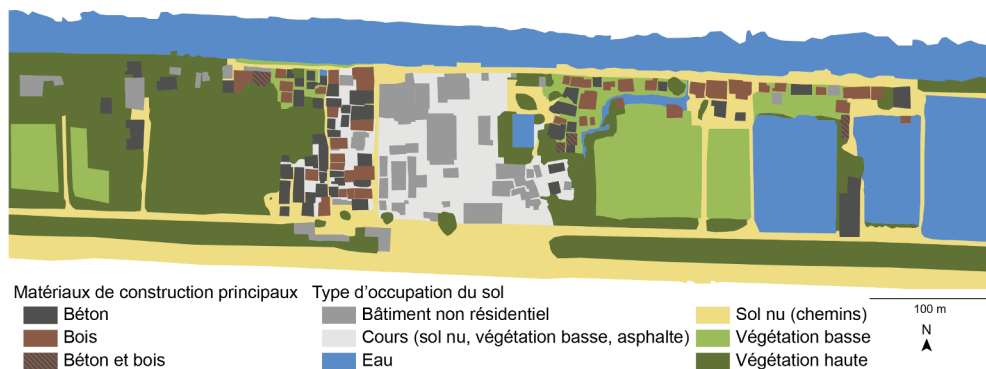 Matériaux de construction principaux
Béton
Bois
Béton et bois
Type d’occupation du sol
Bâtiment non résidentiel
Cours (sol nu, végétation basse, asphalte)
Eau
Sol nu (chemins)
Végétation basse
Végétation haute
100 m
N